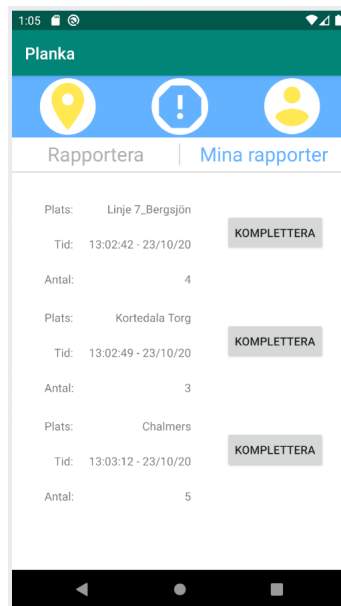 1:05
Planka
!
Rapportera Mina rapporter
Plats: Linje 7_Bergsjön
KOMPLETTERA
Tid: 13:02:42 - 23/10/20
Antal: 4
Plats: Kortedala Torg
KOMPLETTERA
Tid: 13:02:49 - 23/10/20
Antal: 3
Plats: Chalmers
KOMPLETTERA
Tid: 13:03:12 - 23/10/20
Antal: 5